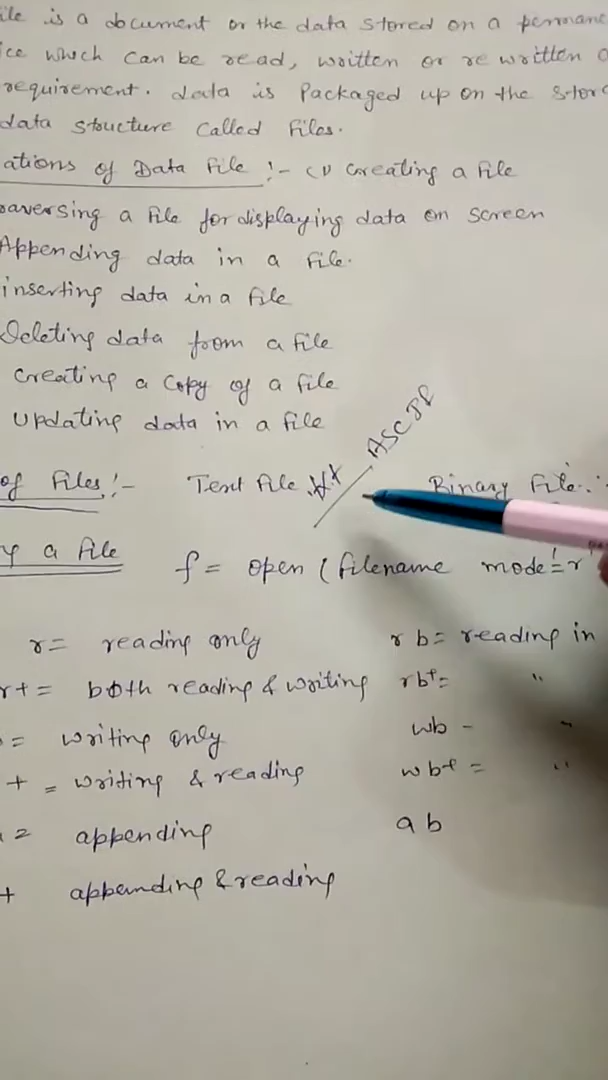 ile is a document or the data stored on a permane
ice which can be read, written or re written
requirement. data is Packaged up on the stor
data stucture called files.
ations of Data file :- (1) Creating a file
raversing a file for displaying data on screen
Appending data in a file.
inserting data in a file
Deleting data from a file
Creating a Copy of a file
Updating data in a file
ASCII
of Files :- Text File .txt Binary File :
a file f = open ( filename mode = 'r'
r = reading only rb = reading in
r+ = both reading & writing rb+ = "
= writing only wb - "
+ = writing & reading wb+ = "
= appending ab
+ appending & reading